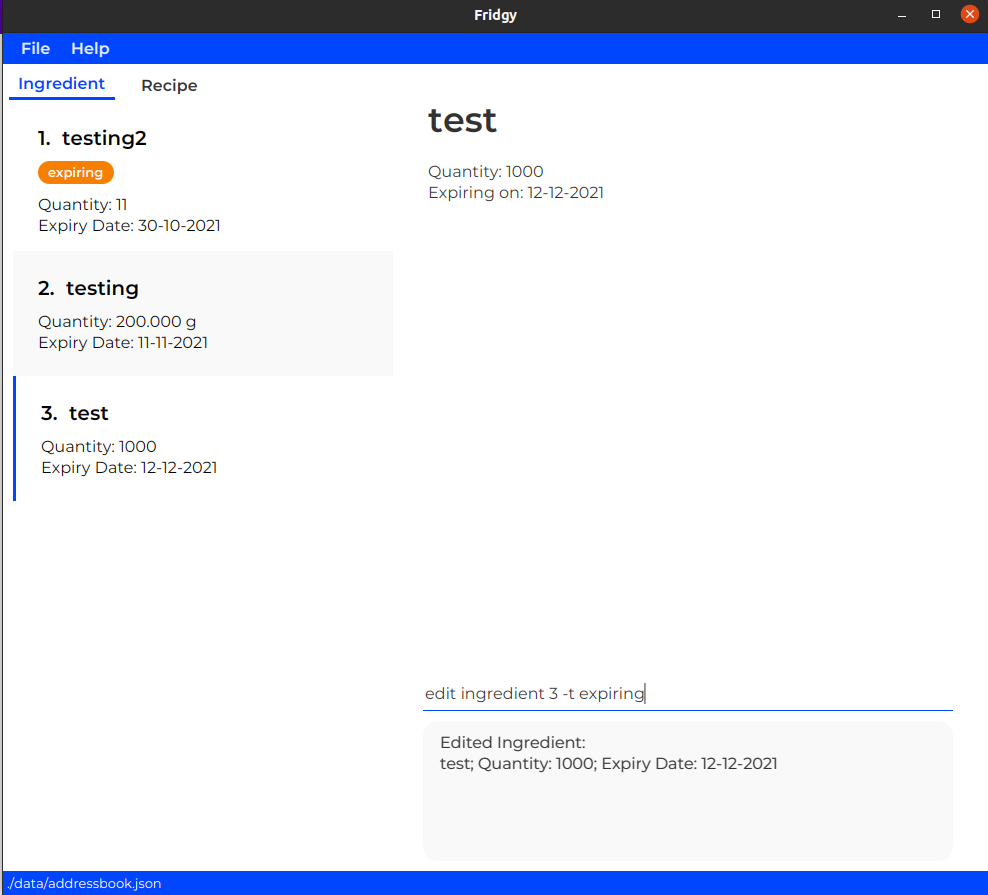 Fridgy
File Help
Ingredient Recipe
1. testing2
expiring
Quantity: 11
Expiry Date: 30-10-2021
2. testing
Quantity: 200.000 g
Expiry Date: 11-11-2021
3. test
Quantity: 1000
Expiry Date: 12-12-2021
test
Quantity: 1000
Expiring on: 12-12-2021
edit ingredient 3 -t expiring
Edited Ingredient:
test; Quantity: 1000; Expiry Date: 12-12-2021
./data/addressbook.json